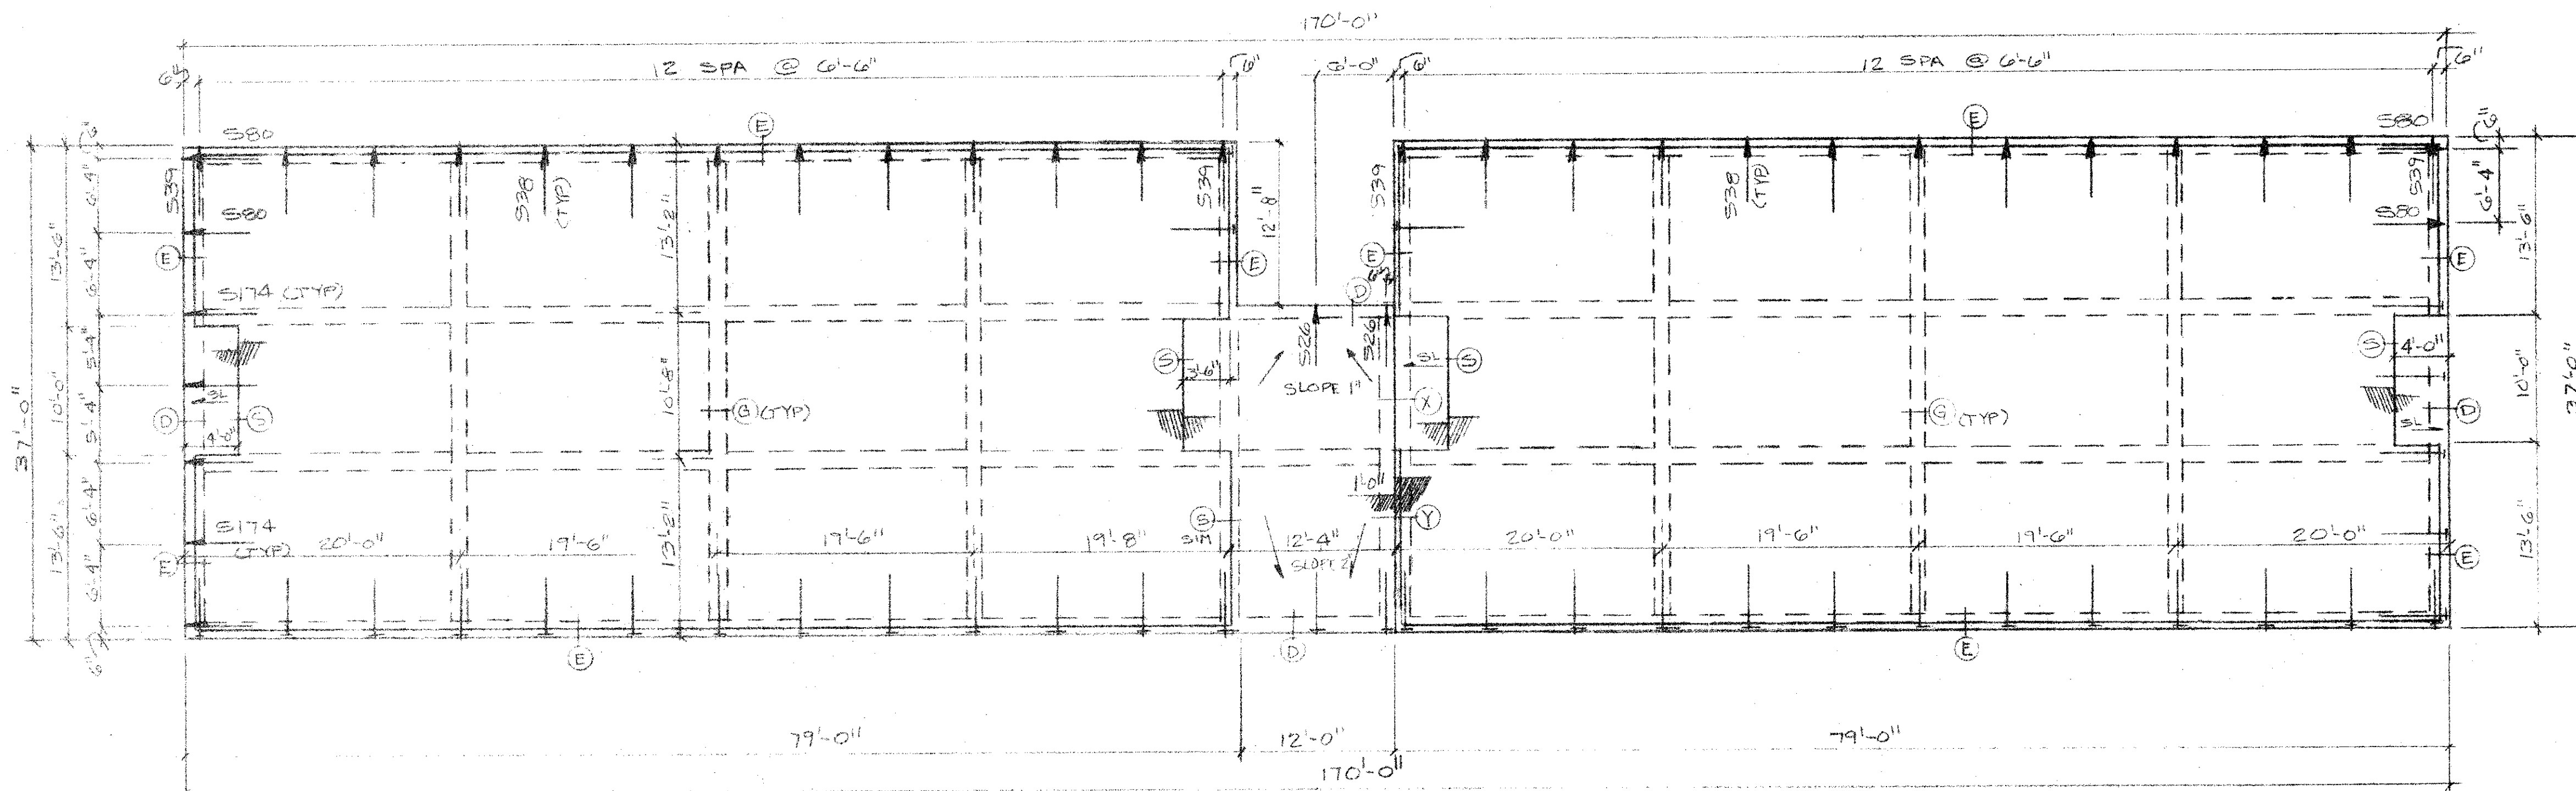 170'-0"
6"
12 SPA @ 6'-6"
6"
6'-0"
6"
12 SPA @ 6'-6"
6"
E
E
6"
S80
S80
6"
6'-4"
S39
S38
(TYP)
S39
12'-8"
S39
S38
(TYP)
S39
6'-4"
S80
S80
13'-2"
13'-6"
6'-4"
E
E
E
6"
E
13'-6"
D
S174 (TYP)
S26
S26
5'-4"
S
3'-6"
SL
S
S
4'-0"
SLOPE 1"
37'-0"
10'-0"
5'-4"
SL
D
S
4'-0"
10'-8"
G (TYP)
X
G (TYP)
D
SL
10'-0"
37'-0"
13'-6"
6'-4"
1'-0"
S174
(TYP)
S
SIM
Y
20'-0"
19'-6"
13'-2"
19'-6"
19'-8"
12'-4"
20'-0"
19'-6"
19'-6"
20'-0"
13'-6"
E
6'-4"
SLOPE 2
E
6"
E
D
E
79'-0"
12'-0"
79'-0"
170'-0"